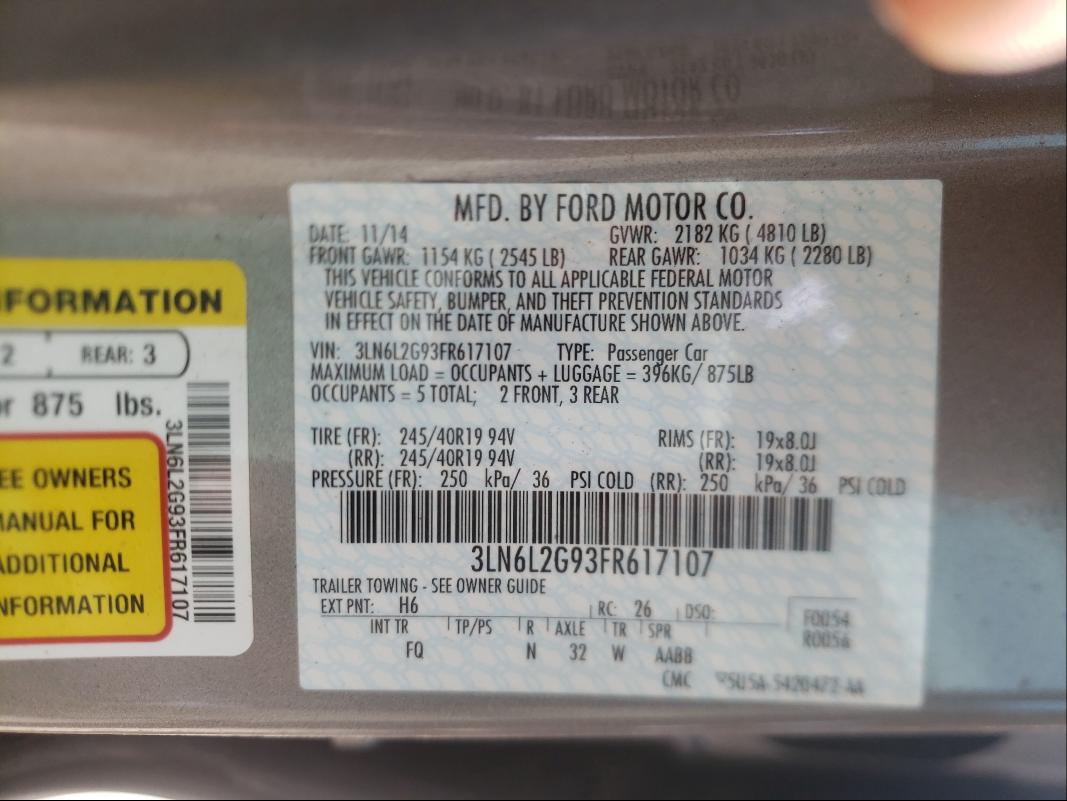 MFD. BY FORD MOTOR CO.
DATE: 11/14 GVWR: 2182 KG ( 4810 LB)
FRONT GAWR: 1154 KG ( 2545 LB) REAR GAWR: 1034 KG ( 2280 LB)
THIS VEHICLE CONFORMS TO ALL APPLICABLE FEDERAL MOTOR
VEHICLE SAFETY, BUMPER, AND THEFT PREVENTION STANDARDS
IN EFFECT ON THE DATE OF MANUFACTURE SHOWN ABOVE.
VIN: 3LN6L2G93FR617107 TYPE: Passenger Car
MAXIMUM LOAD = OCCUPANTS + LUGGAGE = 396KG/ 875LB
OCCUPANTS = 5 TOTAL; 2 FRONT, 3 REAR
TIRE (FR): 245/40R19 94V RIMS (FR): 19x8.0J
(RR): 245/40R19 94V (RR): 19x8.0J
PRESSURE (FR): 250 kPa/ 36 PSI COLD (RR): 250 kPa/ 36 PSI COLD
3LN6L2G93FR617107
TRAILER TOWING - SEE OWNER GUIDE
EXT PNT: H6 RC: 26 DSO:
F0054
R0056
INT TR TP/PS R AXLE TR SPR
FQ N 32 W AABB
CMC
NFORMATION
2 REAR: 3
or 875 lbs.
3LN6L2G93FR617107
EE OWNERS
MANUAL FOR
ADDITIONAL
NFORMATION